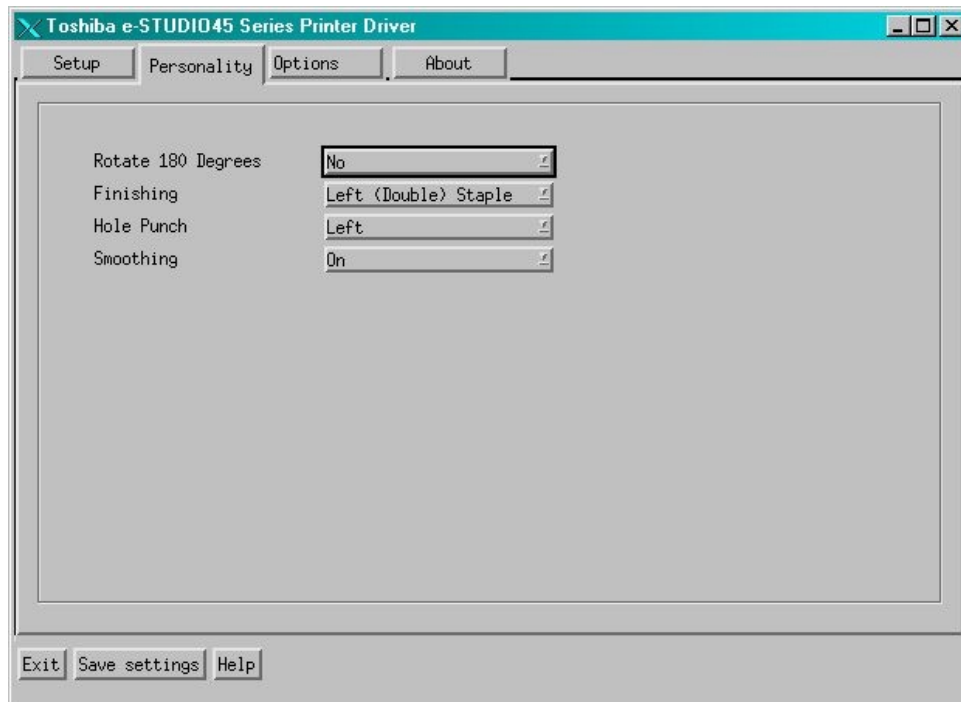 Toshiba e-STUDIO45 Series Printer Driver
Setup Personality Options About
Rotate 180 Degrees No
Finishing Left (Double) Staple
Hole Punch Left
Smoothing On
Exit Save settings Help